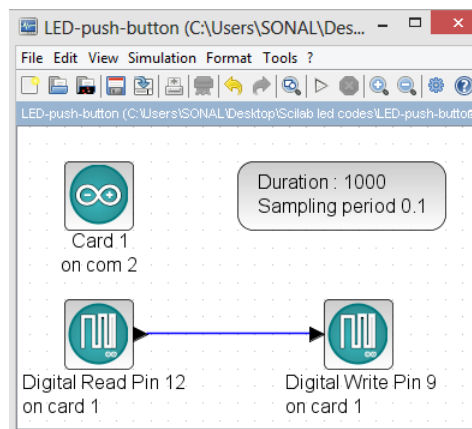 LED-push-button (C:\Users\SONAL\Des...
File Edit View Simulation Format Tools ?
LED-push-button (C:\Users\SONAL\Desktop\Scilab led codes\LED-push-button
Card 1
on com 2
Duration : 1000
Sampling period 0.1
Digital Read Pin 12
on card 1
Digital Write Pin 9
on card 1